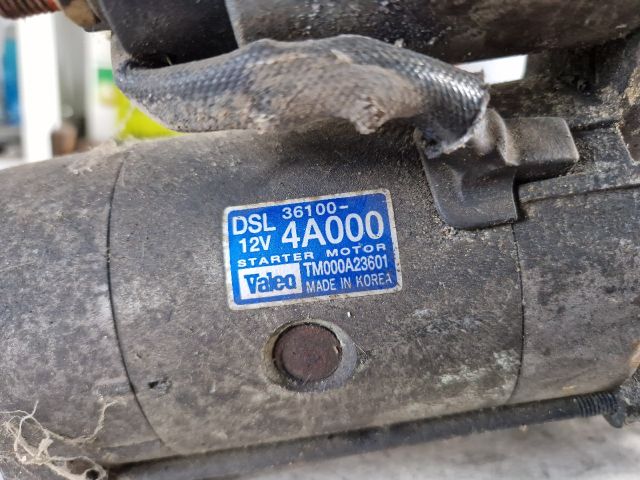 DSL 36100-
12V 4A000
STARTER MOTOR
Valeo TM000A23601
MADE IN KOREA